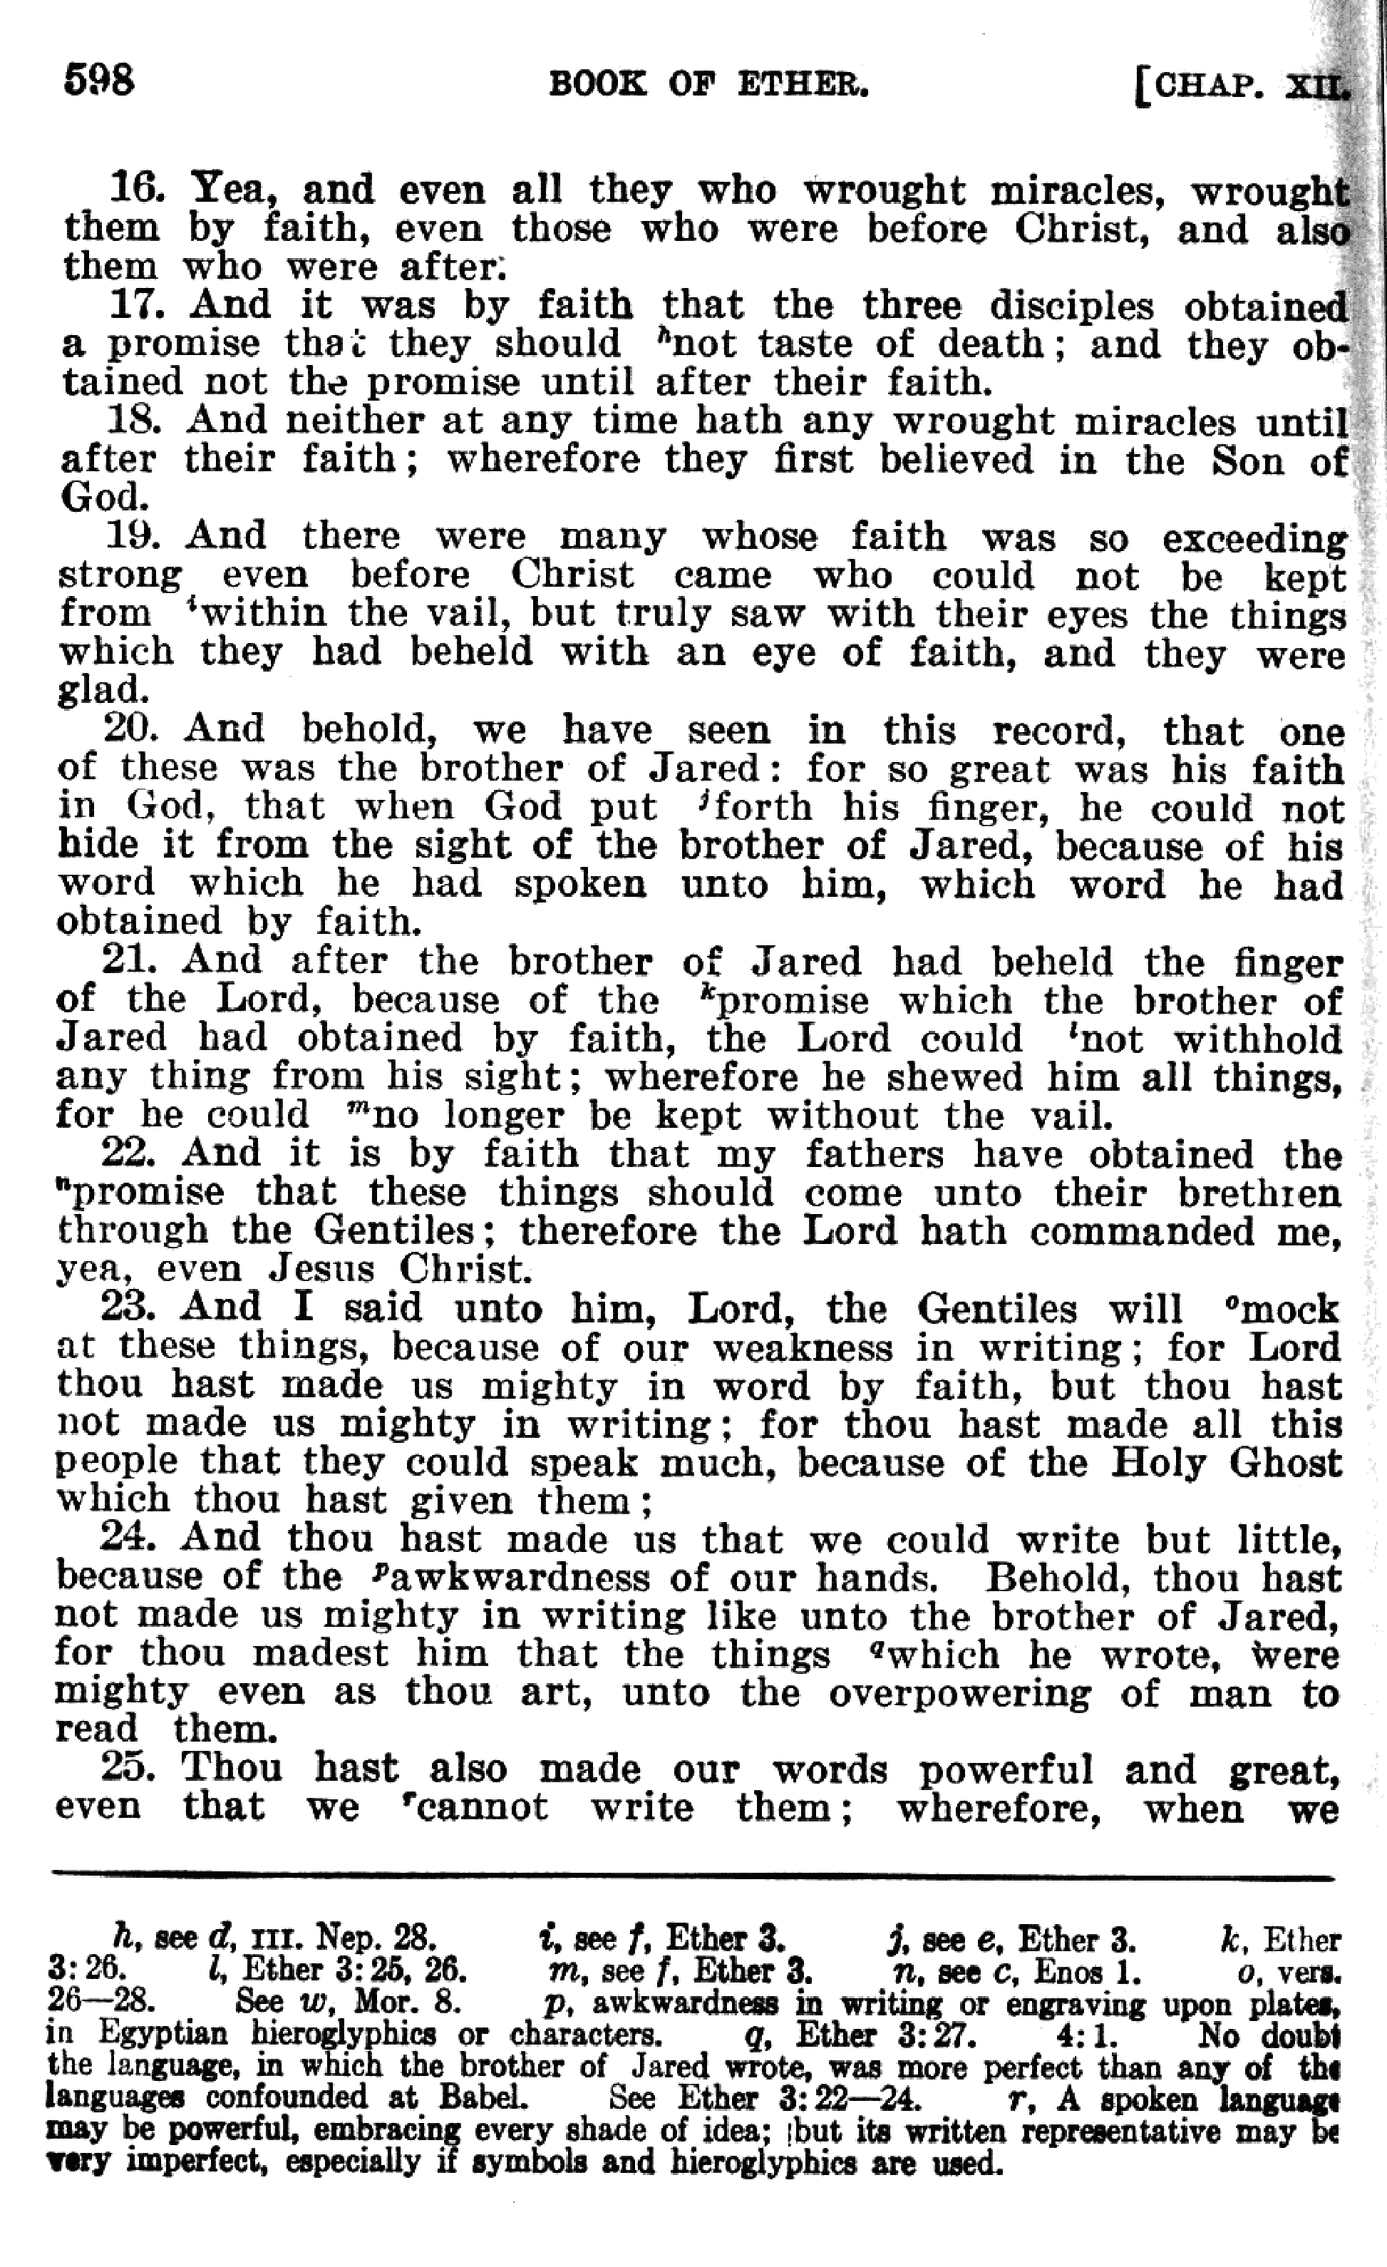 598 BOOK OF ETHER. [CHAP. XII.
16. Yea, and even all they who wrought miracles, wrought
them by faith, even those who were before Christ, and also
them who were after:
17. And it was by faith that the three disciples obtained
a promise that they should hnot taste of death; and they ob-
tained not the promise until after their faith.
18. And neither at any time hath any wrought miracles until
after their faith; wherefore they first believed in the Son of
God.
19. And there were many whose faith was so exceeding
strong even before Christ came who could not be kept
from iwithin the vail, but truly saw with their eyes the things
which they had beheld with an eye of faith, and they were
glad.
20. And behold, we have seen in this record, that one
of these was the brother of Jared: for so great was his faith
in God, that when God put jforth his finger, he could not
hide it from the sight of the brother of Jared, because of his
word which he had spoken unto him, which word he had
obtained by faith.
21. And after the brother of Jared had beheld the finger
of the Lord, because of the kpromise which the brother of
Jared had obtained by faith, the Lord could lnot withhold
any thing from his sight; wherefore he shewed him all things,
for he could mno longer be kept without the vail.
22. And it is by faith that my fathers have obtained the
npromise that these things should come unto their brethren
through the Gentiles; therefore the Lord hath commanded me,
yea, even Jesus Christ.
23. And I said unto him, Lord, the Gentiles will omock
at these things, because of our weakness in writing; for Lord
thou hast made us mighty in word by faith, but thou hast
not made us mighty in writing; for thou hast made all this
people that they could speak much, because of the Holy Ghost
which thou hast given them;
24. And thou hast made us that we could write but little,
because of the pawkwardness of our hands. Behold, thou hast
not made us mighty in writing like unto the brother of Jared,
for thou madest him that the things qwhich he wrote, were
mighty even as thou art, unto the overpowering of man to
read them.
25. Thou hast also made our words powerful and great,
even that we rcannot write them; wherefore, when we
h, see d, III. Nep. 28. i, see f, Ether 3. j, see e, Ether 3. k, Ether
3:26. l, Ether 3:25, 26. m, see f, Ether 3. n, see c, Enos 1. o, vers.
26—28. See w, Mor. 8. p, awkwardness in writing or engraving upon plates,
in Egyptian hieroglyphics or characters. q, Ether 3:27. 4:1. No doubt
the language, in which the brother of Jared wrote, was more perfect than any of the
languages confounded at Babel. See Ether 3:22—24. r, A spoken language
may be powerful, embracing every shade of idea; but its written representative may be
very imperfect, especially if symbols and hieroglyphics are used.